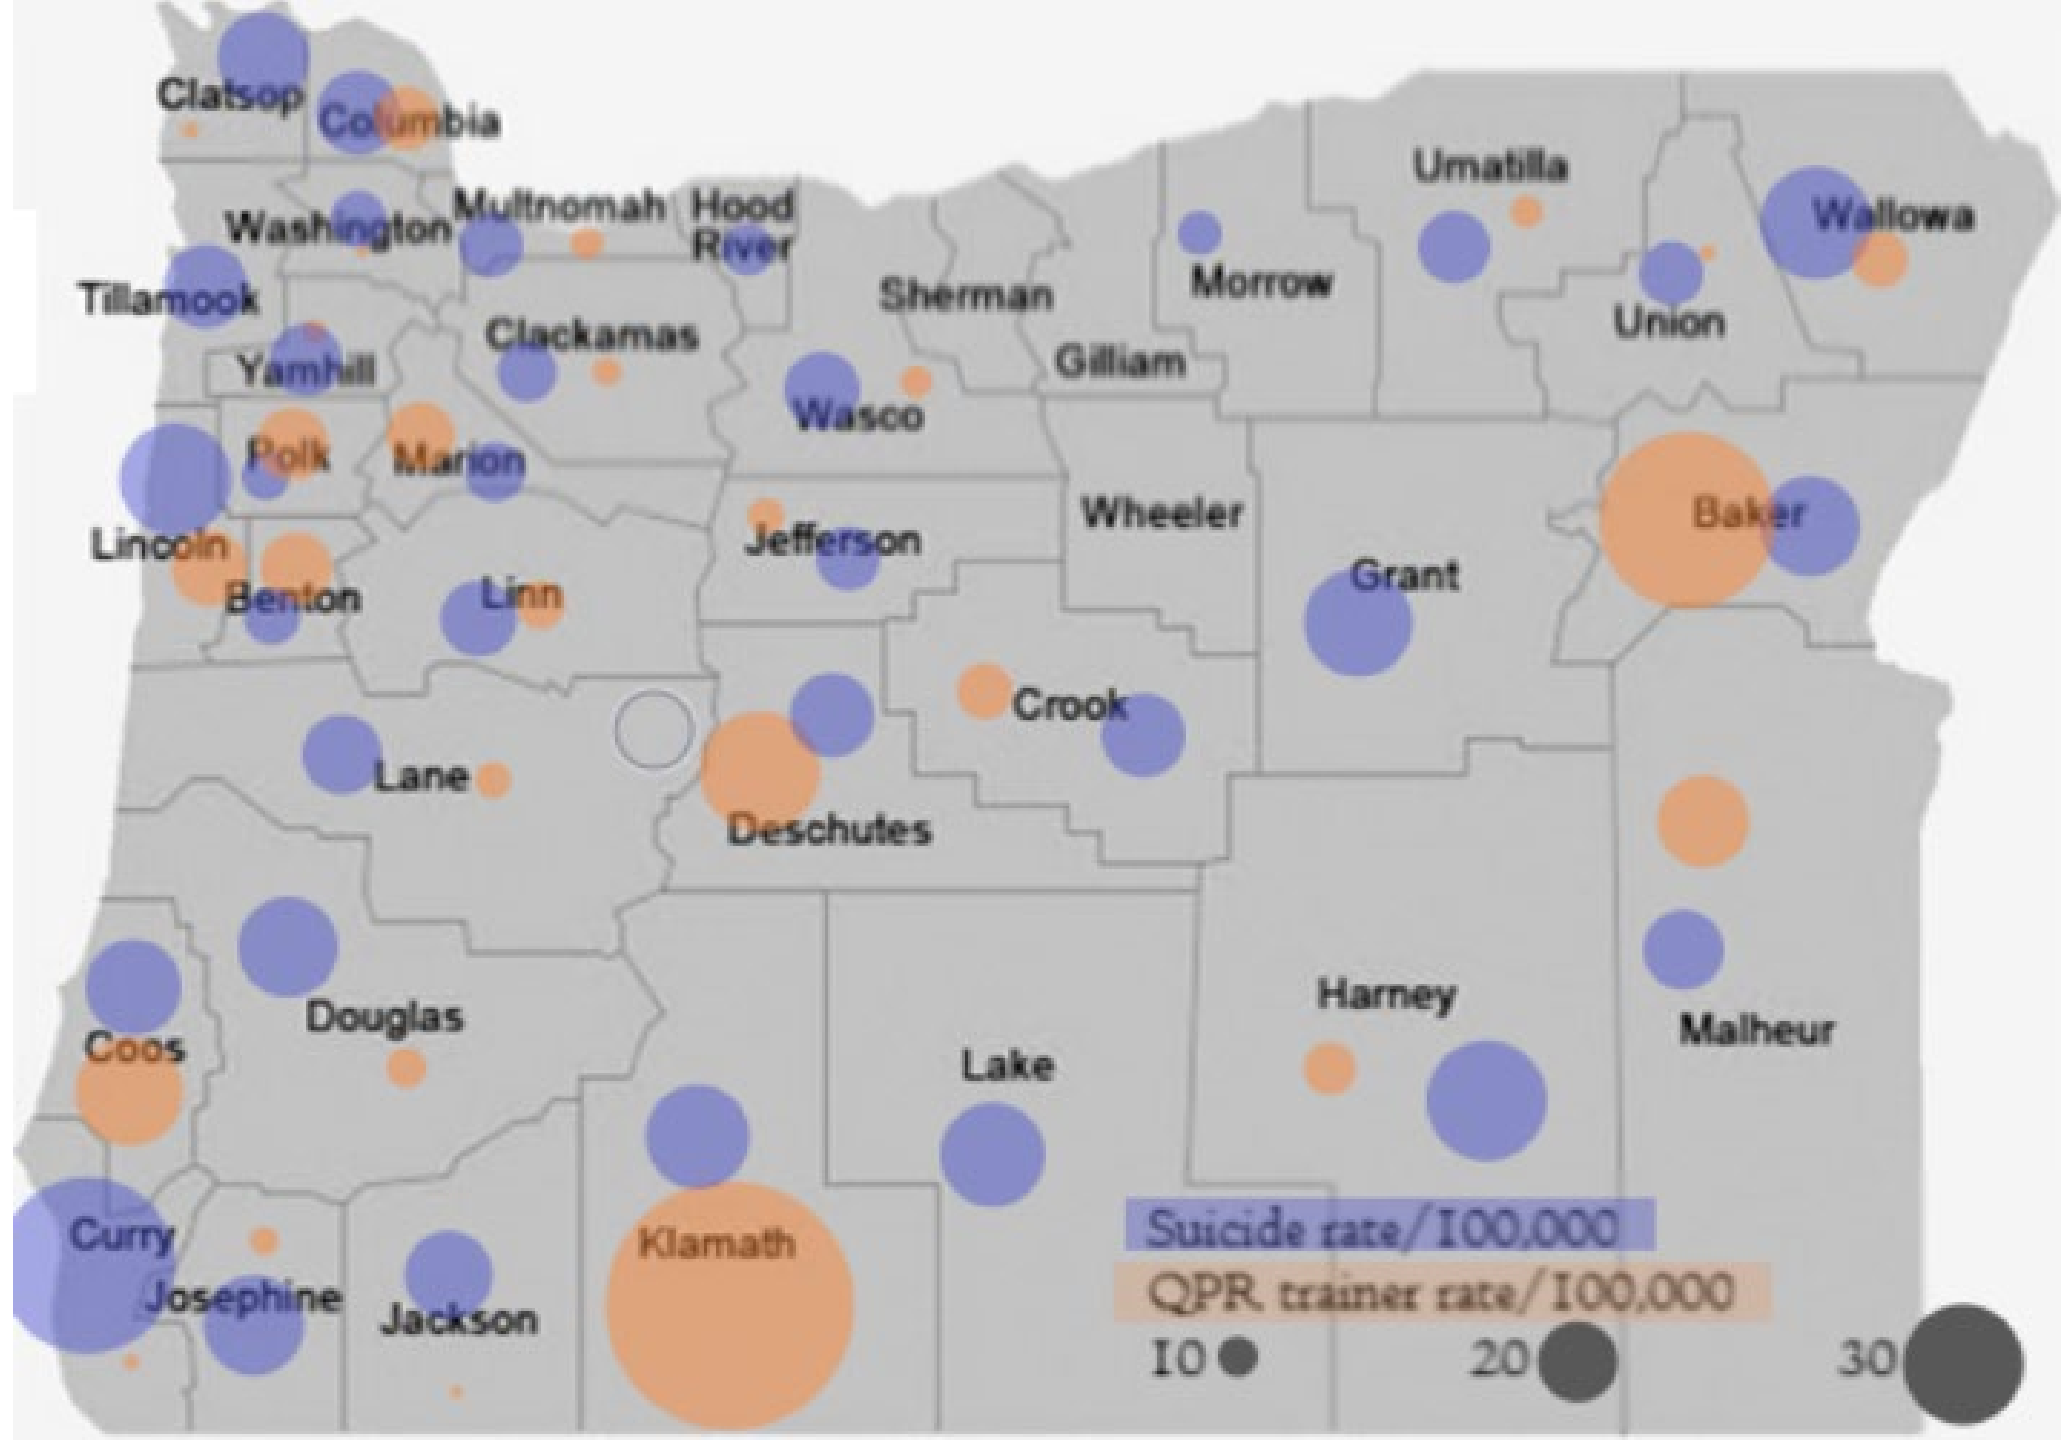 Clatsop
Columbia
Umatilla
Washington
Multnomah
Hood
River
Wallowa
Tillamook
Sherman
Morrow
Union
Yamhill
Clackamas
Gilliam
Wasco
Polk
Marion
Lincoln
Jefferson
Wheeler
Baker
Benton
Linn
Grant
Crook
Lane
Deschutes
Douglas
Harney
Malheur
Coos
Lake
Curry
Klamath
Josephine
Jackson
Suicide rate/100,000
QPR trainer rate/100,000
10 20 30